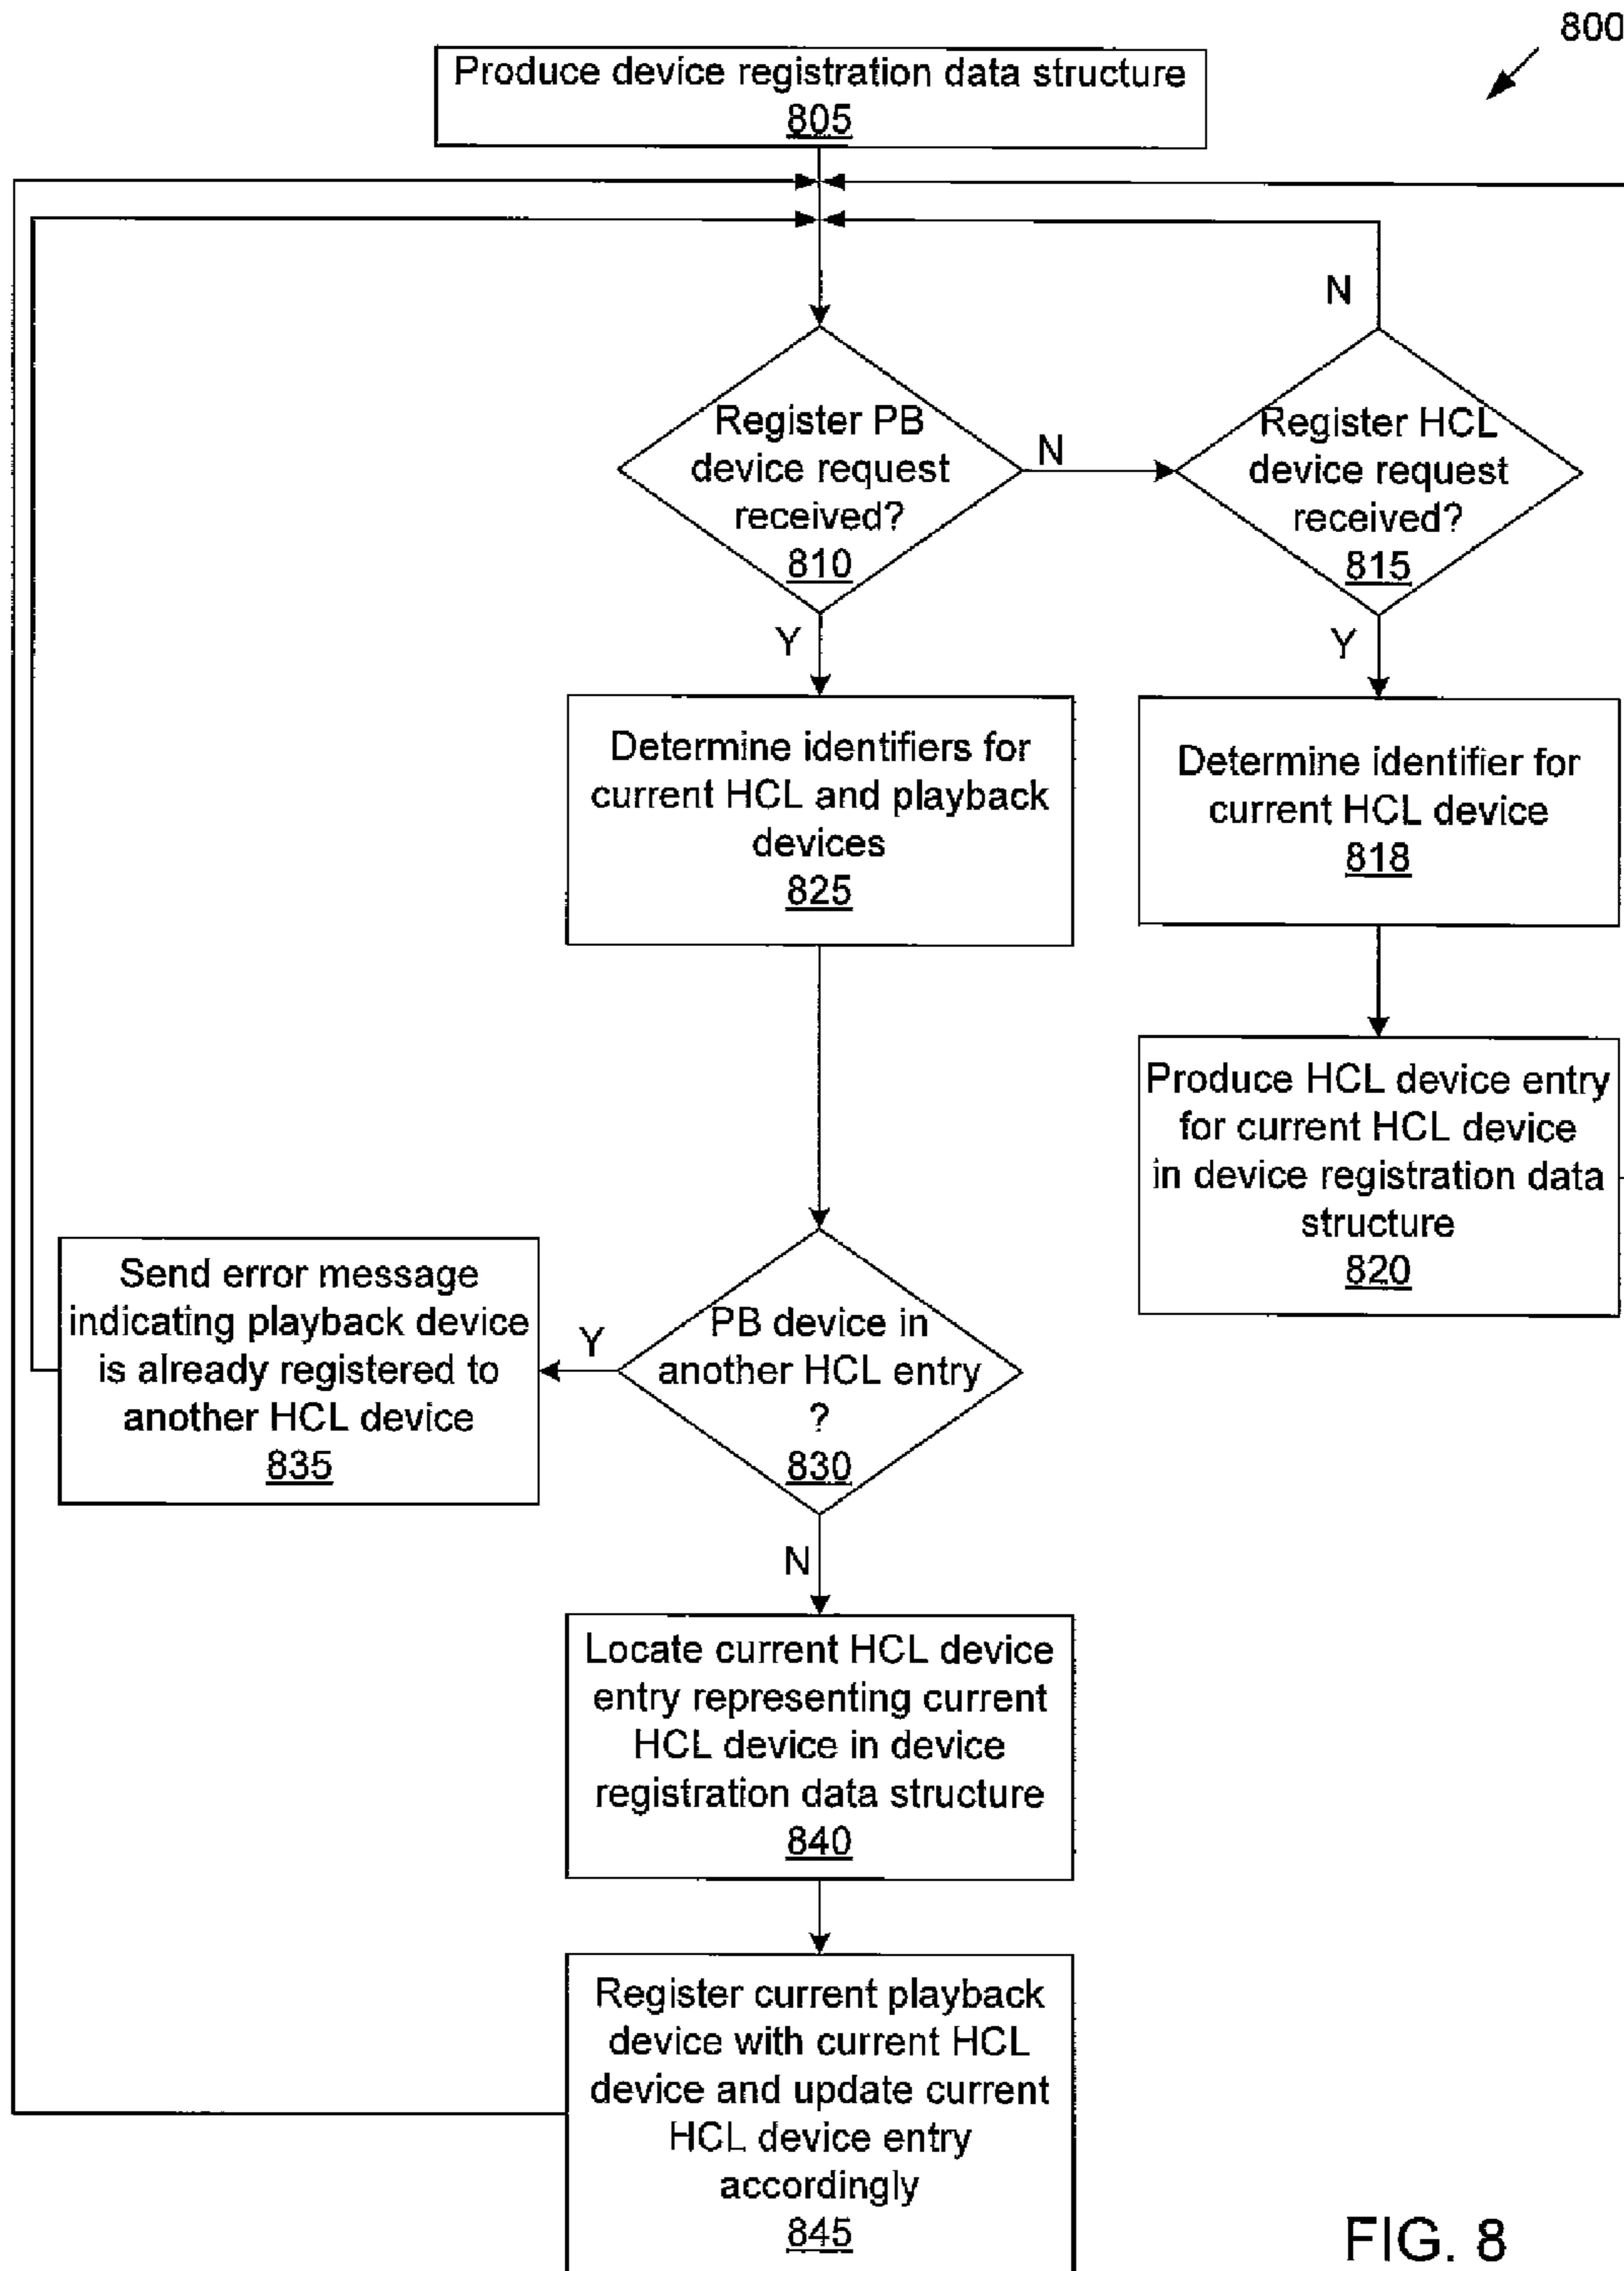 800
Produce device registration data structure
805
N
Register PB
device request
received?
810
N
Register HCL
device request
received?
815
Y
Y
Determine identifiers for
current HCL and playback
devices
825
Determine identifier for
current HCL device
818
Produce HCL device entry
for current HCL device
in device registration data
structure
820
Send error message
indicating playback device
is already registered to
another HCL device
835
Y
PB device in
another HCL entry
?
830
N
Locate current HCL device
entry representing current
HCL device in device
registration data structure
840
Register current playback
device with current HCL
device and update current
HCL device entry
accordingly
845
FIG. 8